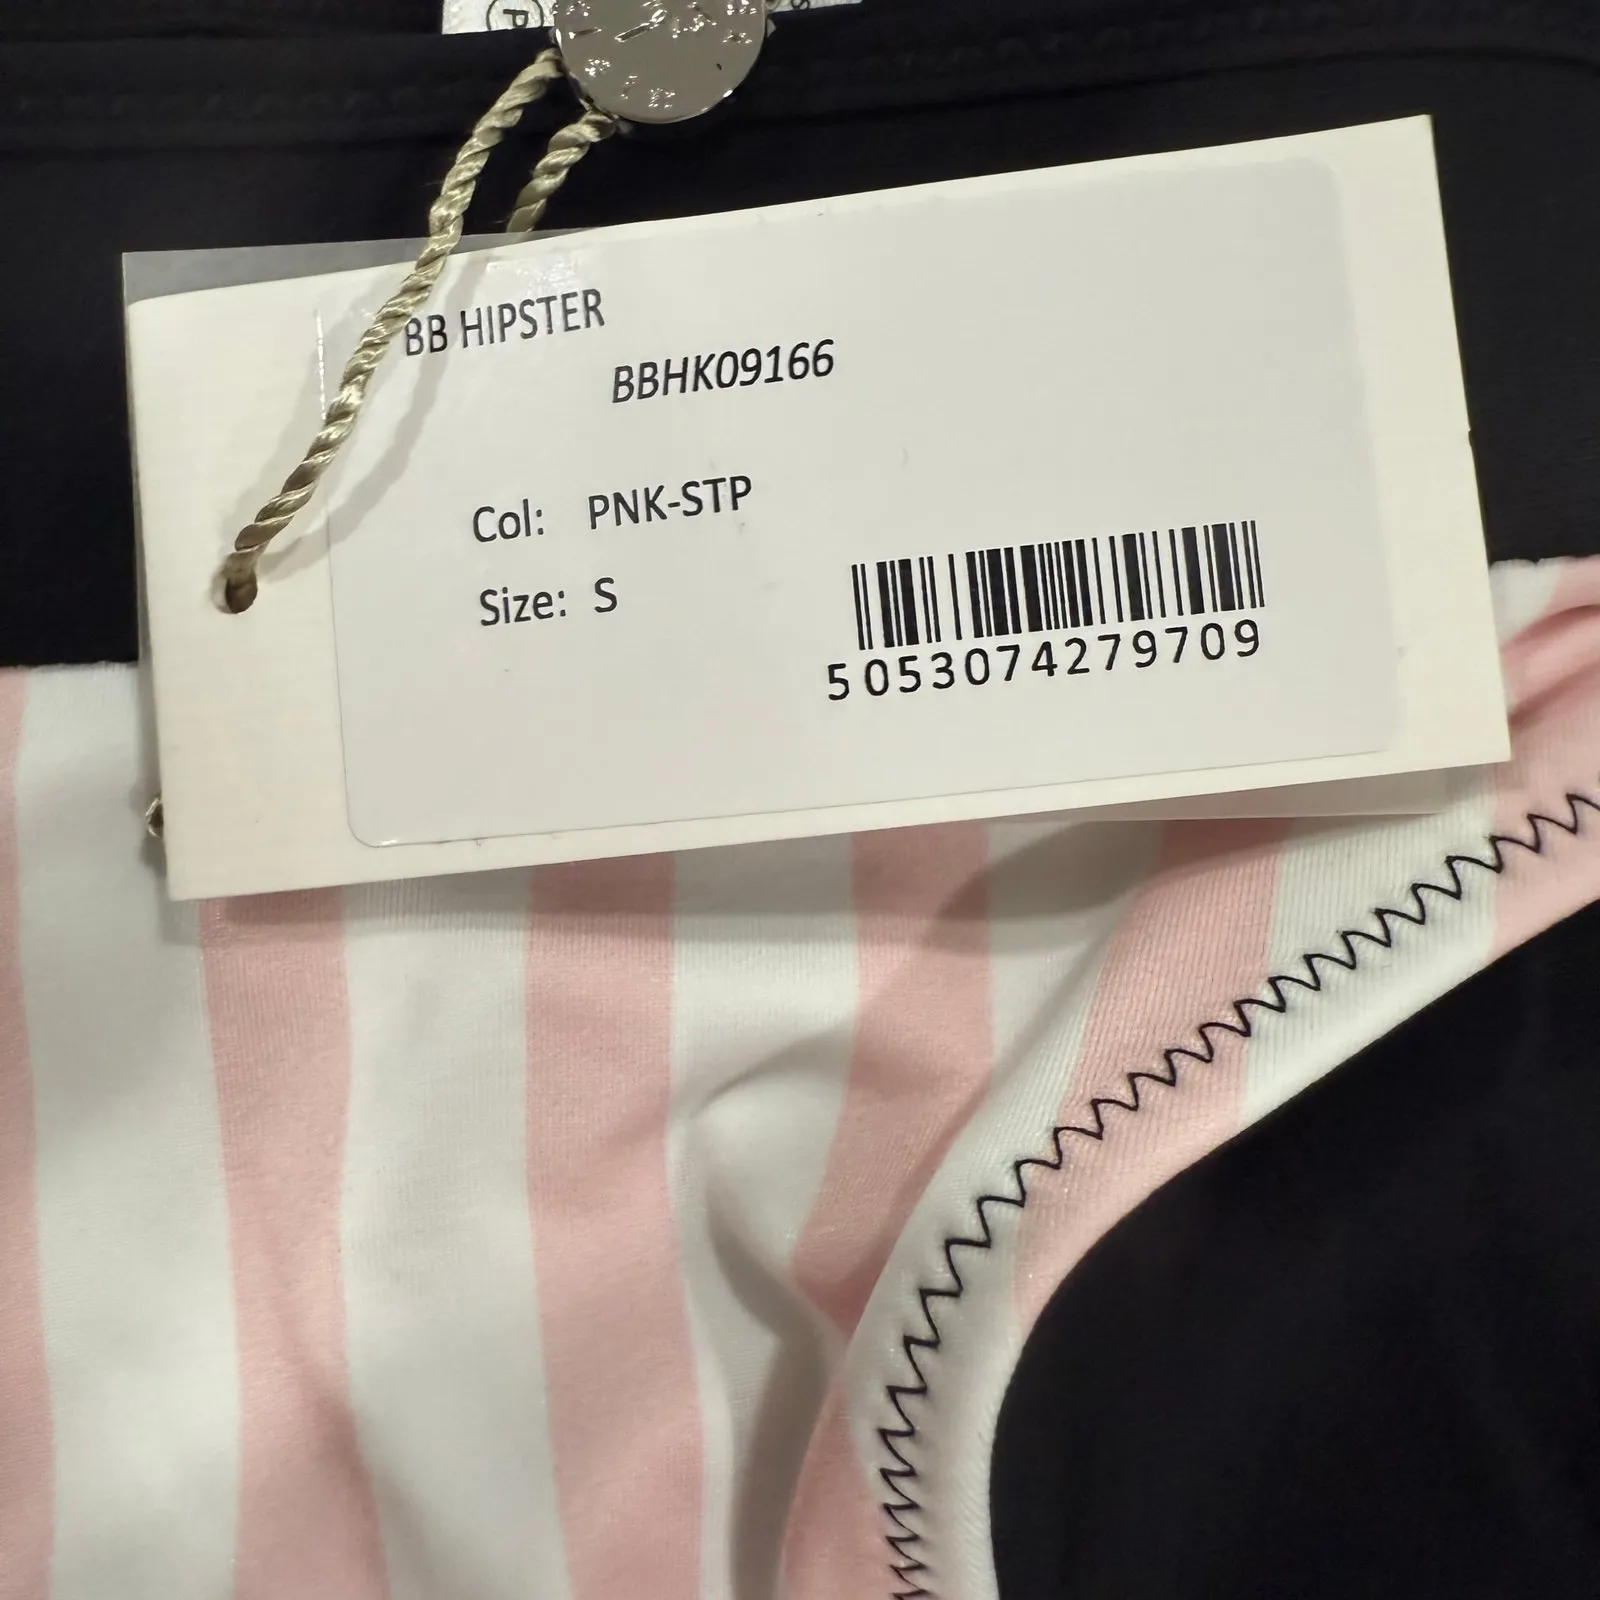 P
BB HIPSTER
BBHK09166
Col: PNK-STP
Size: S
5053074279709